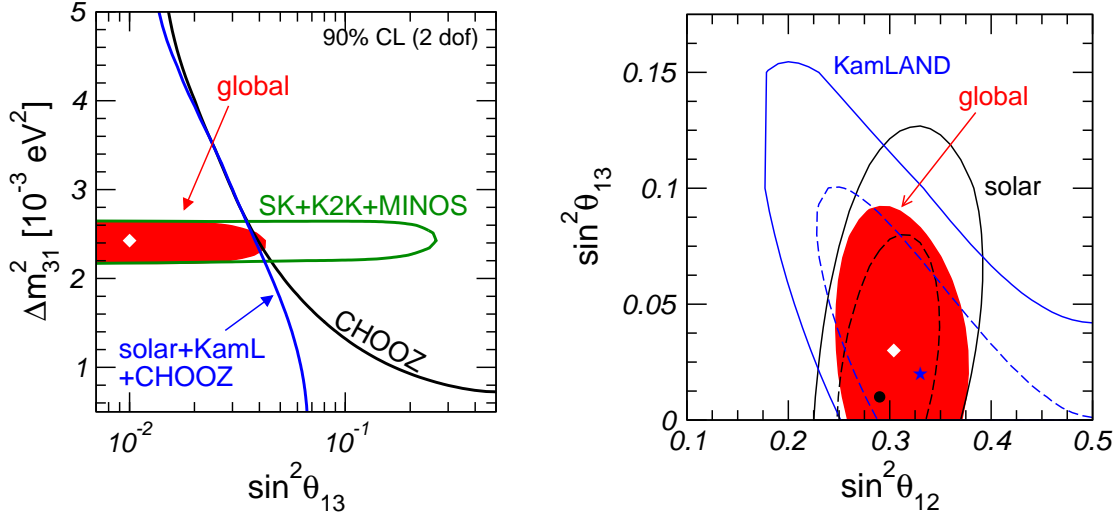 90% CL (2 dof)
global
SK+K2K+MINOS
CHOOZ
solar+KamL
+CHOOZ
5
4
3
2
1
Δm²₃₁ [10⁻³ eV²]
10⁻²
10⁻¹
sin²θ₁₃
KamLAND
global
solar
0.15
0.1
0.05
0
sin²θ₁₃
0.1
0.2
0.3
0.4
0.5
sin²θ₁₂